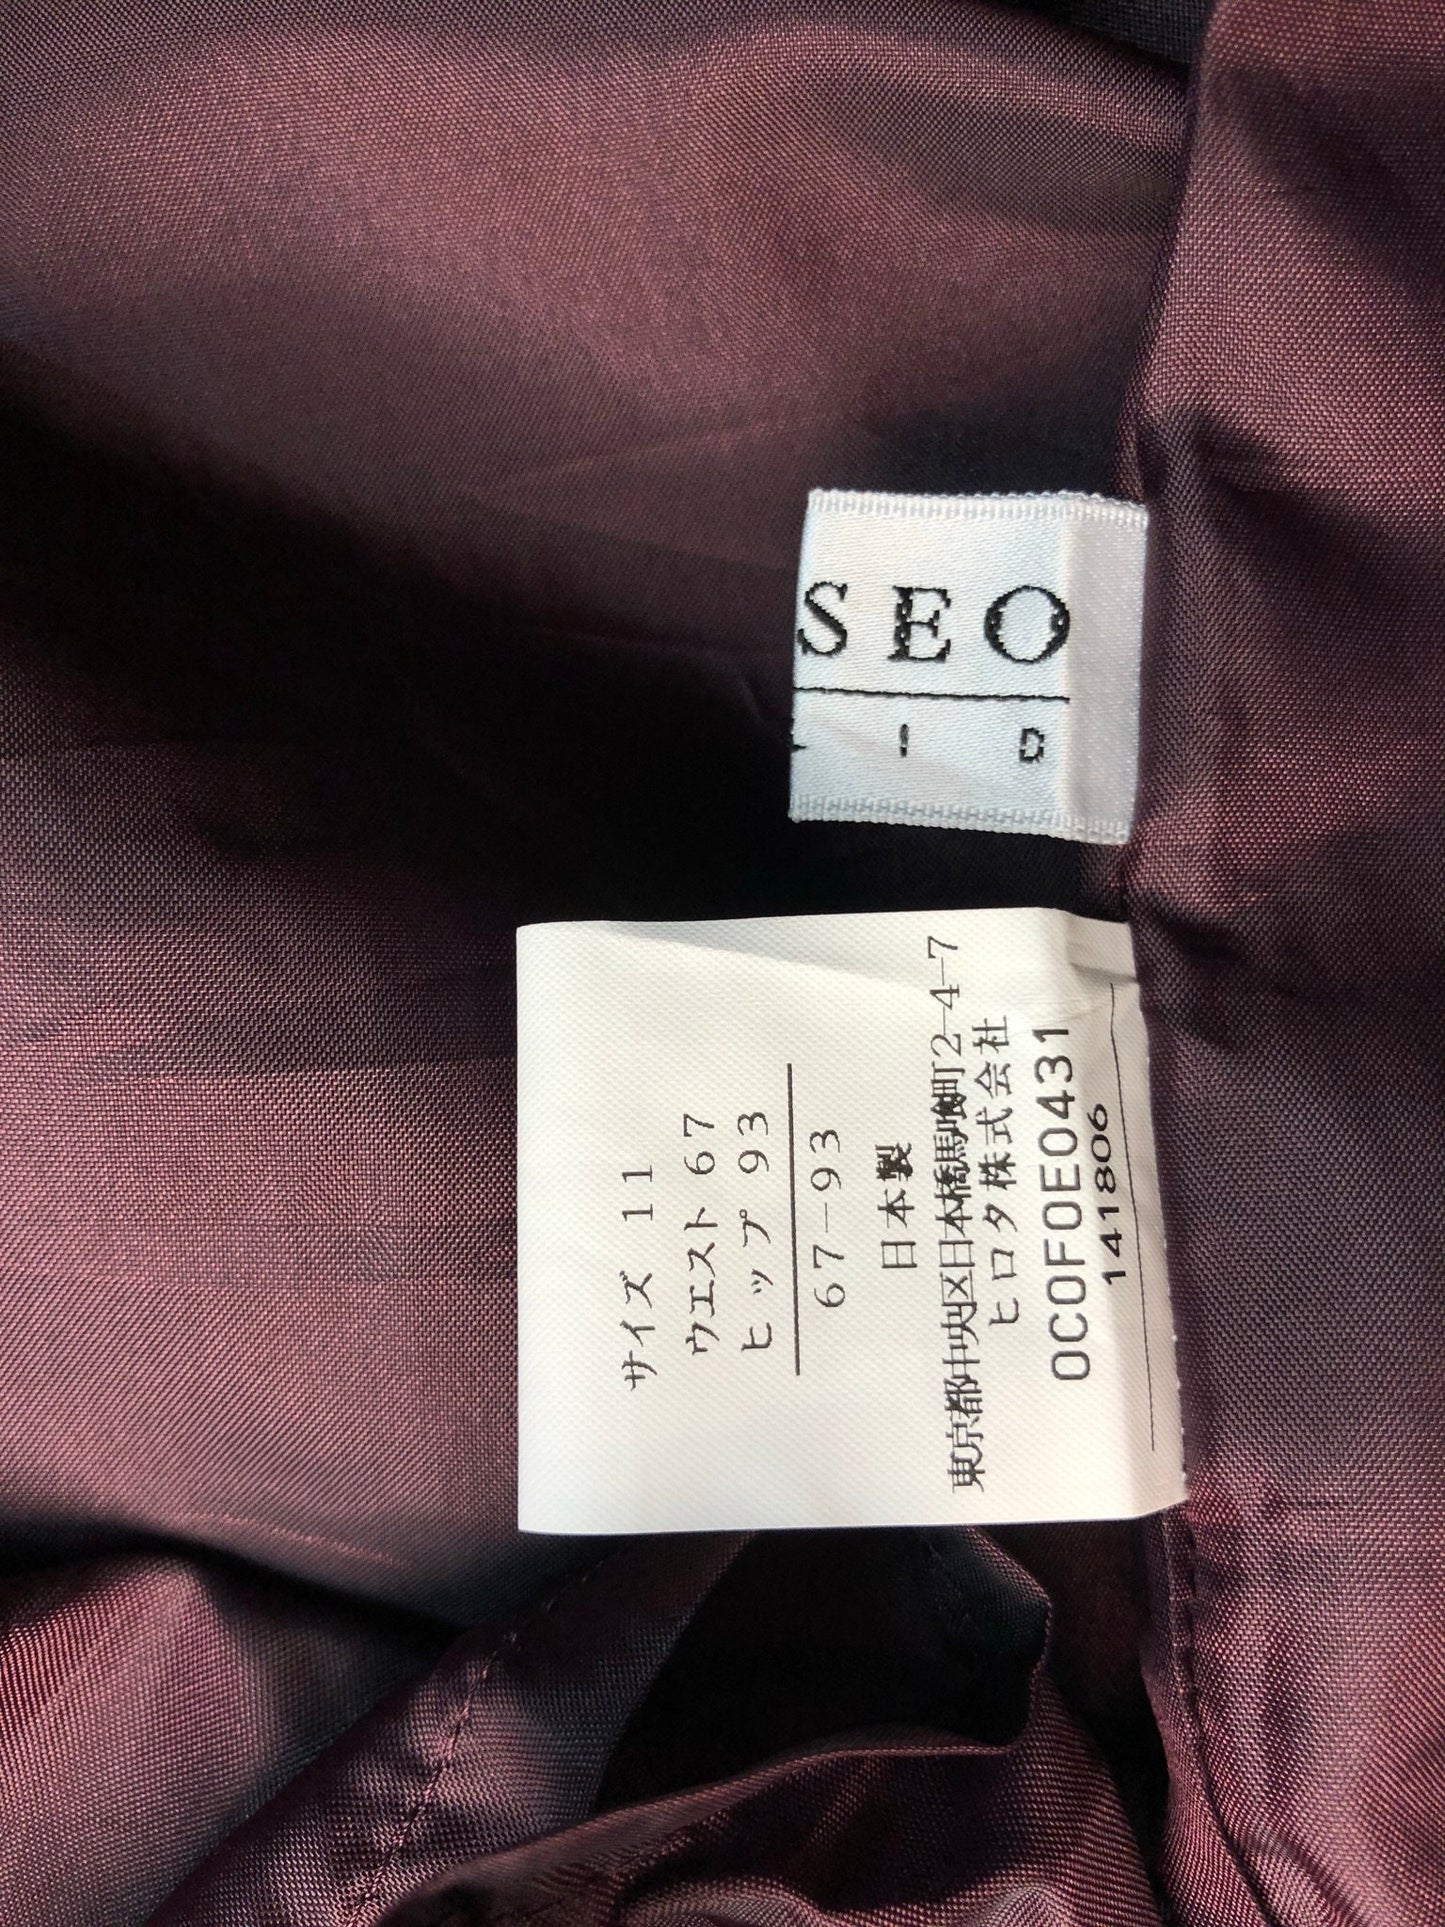 SEO
I D
サイズ 11
ウエスト 67
ヒップ 93
67-93
日本製
東京都中央区日本橋馬喰町2-4-7
ヒロタ株式会社
0C0F0E0431
141806